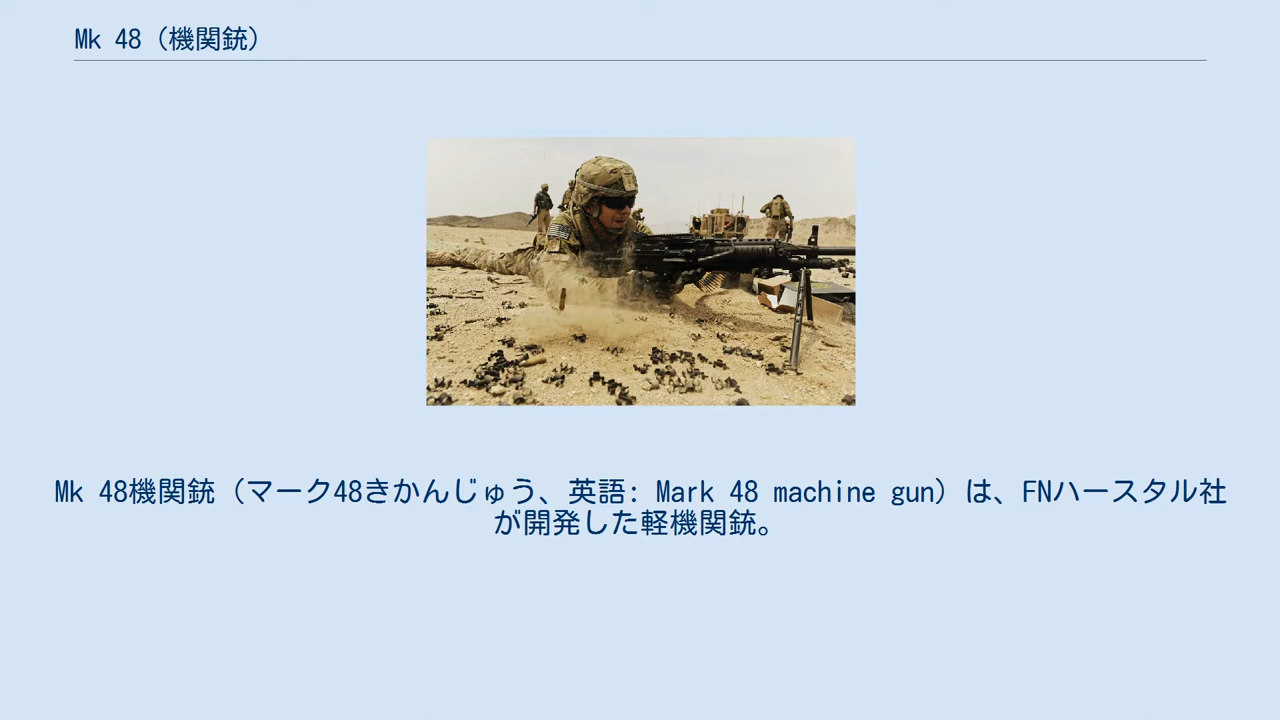 Mk 48（機関銃）
Mk 48機関銃（マーク48きかんじゅう、英語: Mark 48 machine gun）は、FNハースタル社
が開発した軽機関銃。